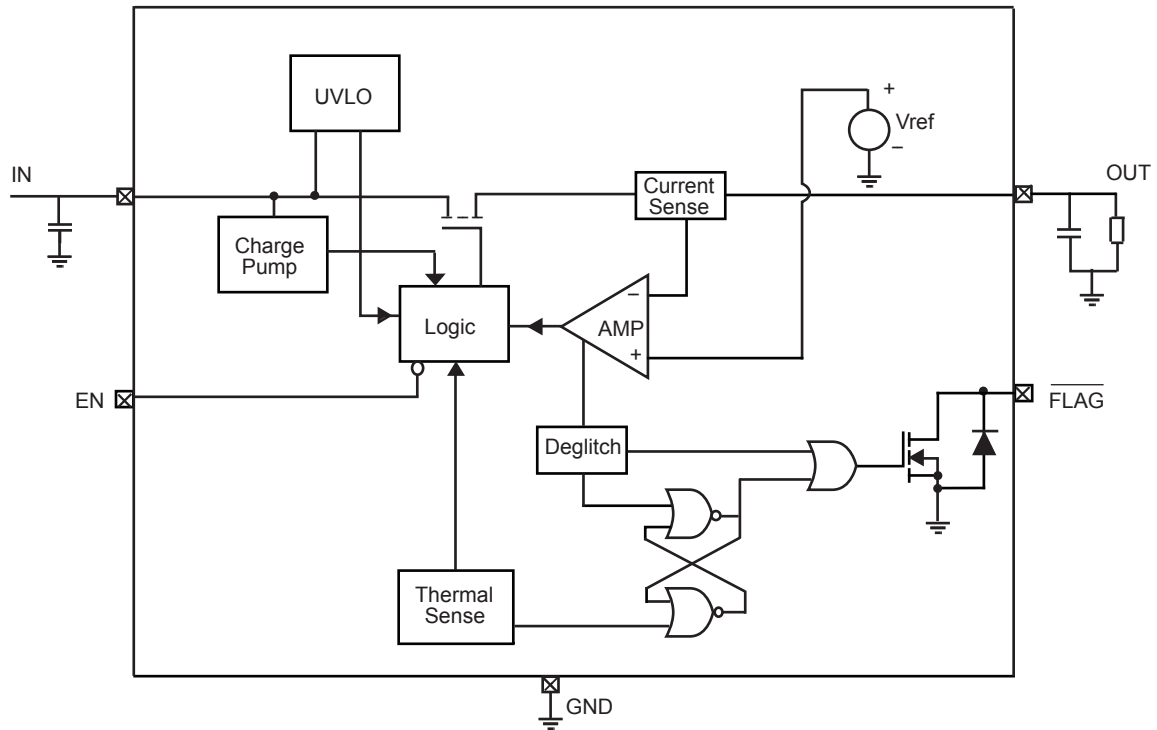 UVLO
+
Vref
–
IN
OUT
Current
Sense
Charge
Pump
–
Logic
AMP
+
EN
FLAG
Deglitch
Thermal
Sense
GND